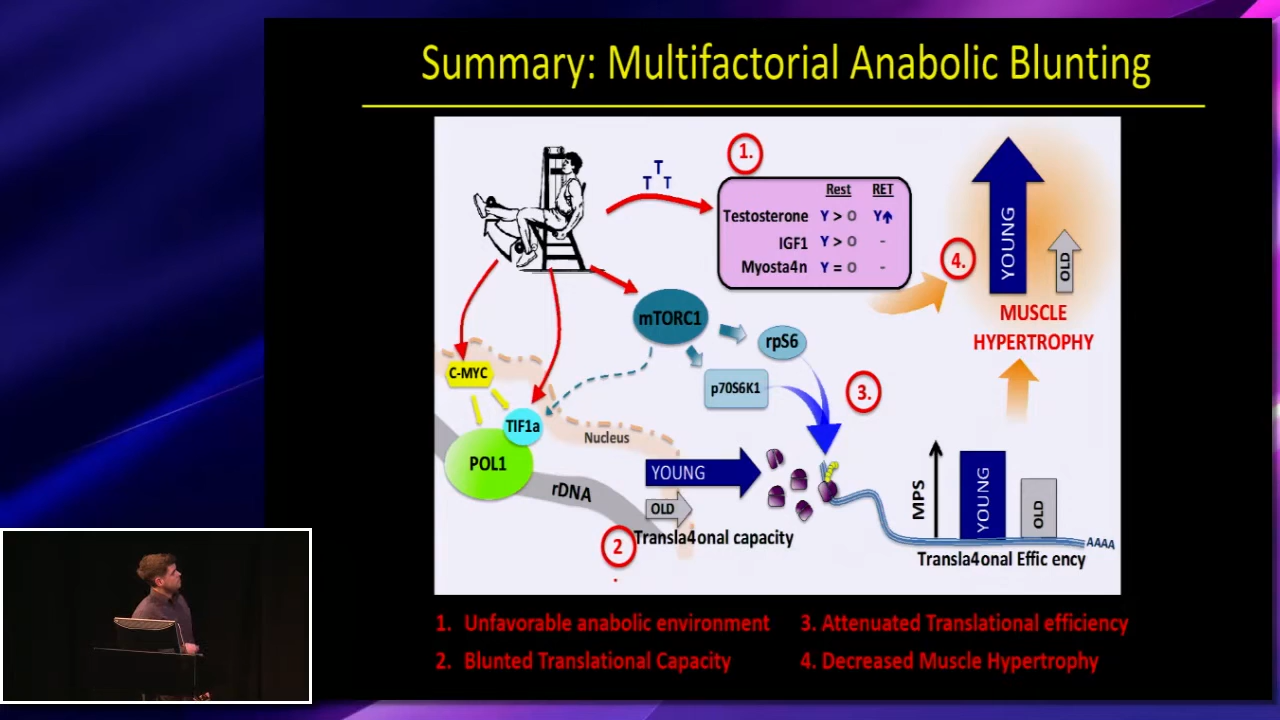 Summary: Multifactorial Anabolic Blunting
1.
T
T T
Rest RET
Testosterone Y > O Y
IGF1 Y > O -
Myosta4n Y = O -
YOUNG
OLD
4.
MUSCLE
HYPERTROPHY
mTORC1
rpS6
p70S6K1
3.
C-MYC
TIF1a
POL1
Nucleus
rDNA
YOUNG
OLD
Transla4onal capacity
2
.
MPS
YOUNG
OLD
AAAA
Transla4onal Effic ency
1. Unfavorable anabolic environment
2. Blunted Translational Capacity
3. Attenuated Translational efficiency
4. Decreased Muscle Hypertrophy